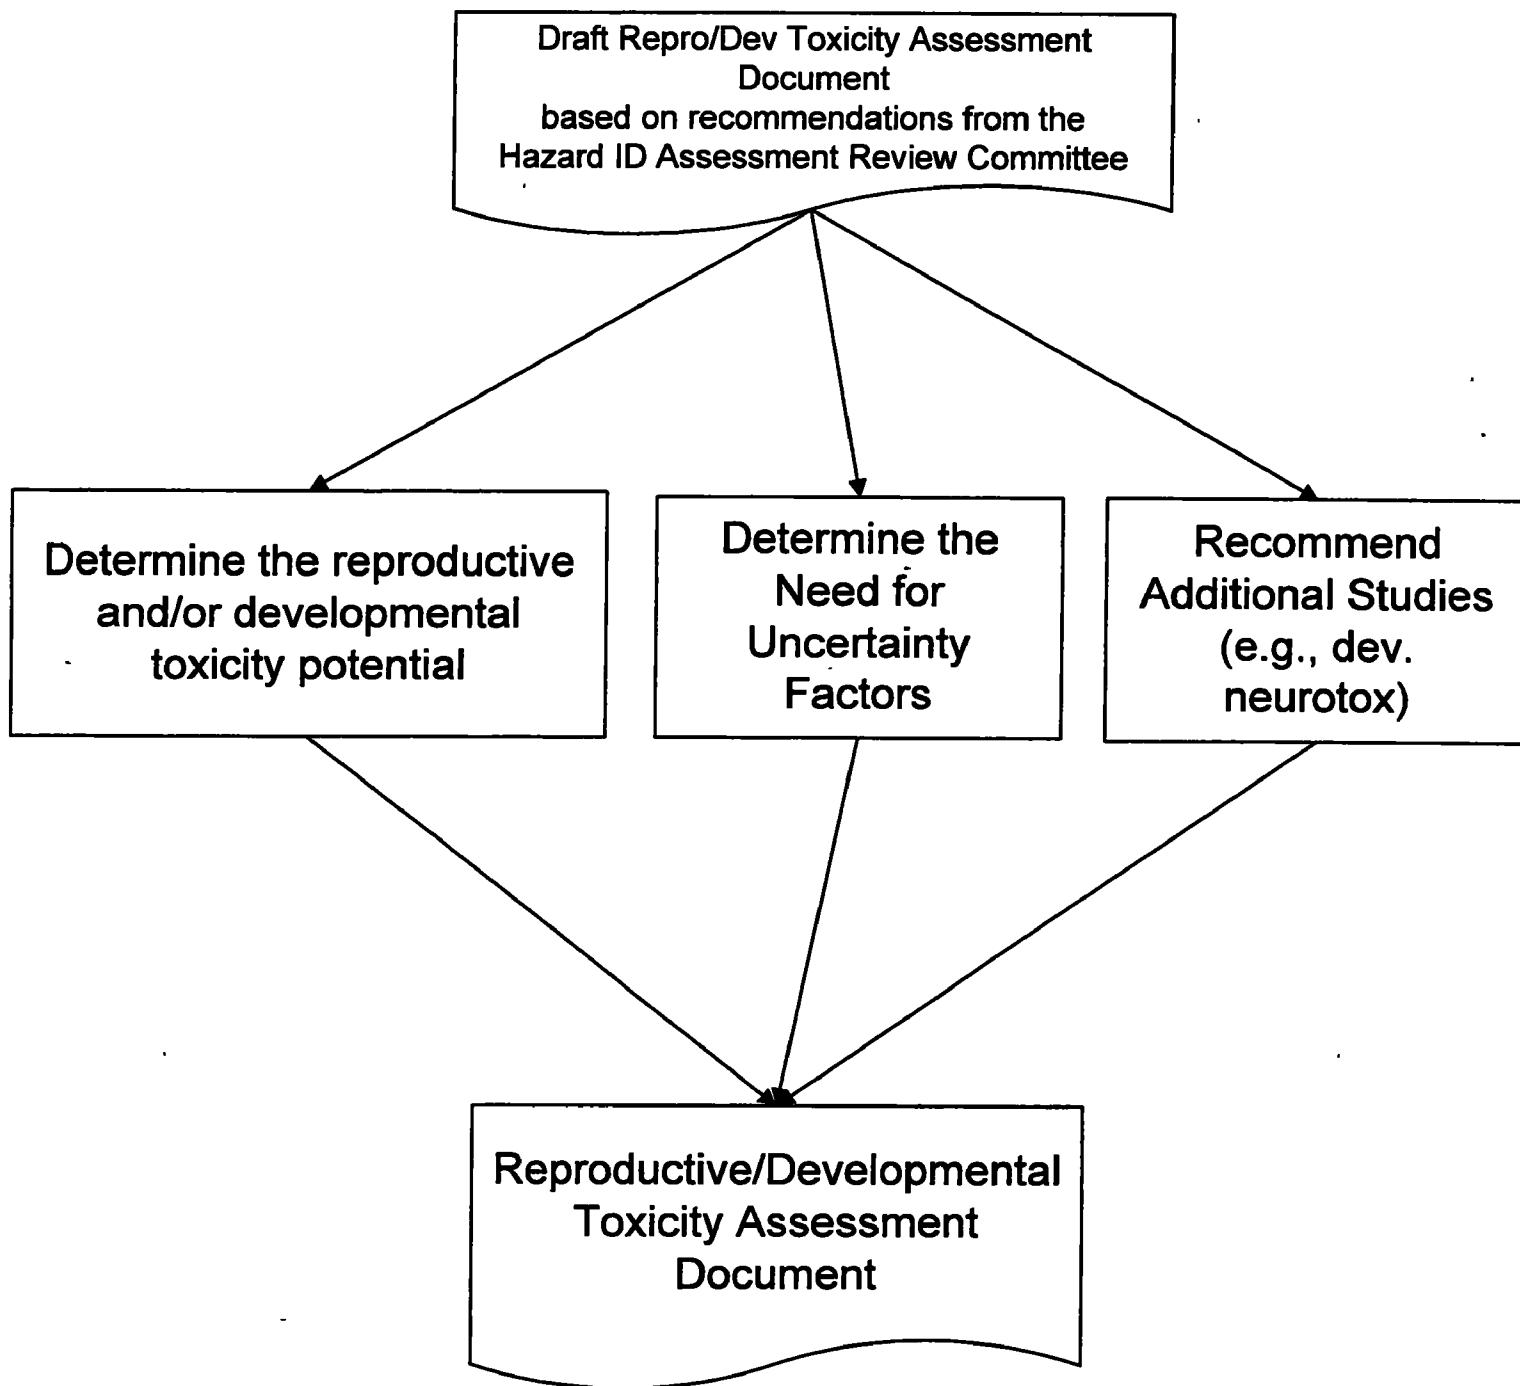 Draft Repro/Dev Toxicity Assessment
Document
based on recommendations from the
Hazard ID Assessment Review Committee
Determine the reproductive
and/or developmental
toxicity potential
Determine the
Need for
Uncertainty
Factors
Recommend
Additional Studies
(e.g., dev.
neurotox)
Reproductive/Developmental
Toxicity Assessment
Document